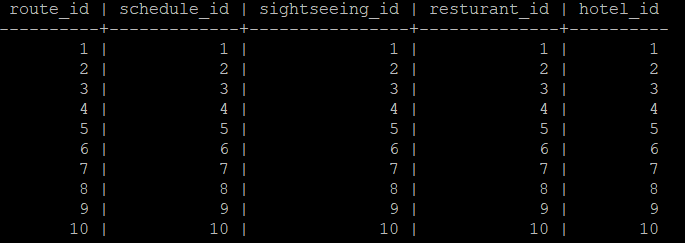 route_id | schedule_id | sightseeing_id | resturant_id | hotel_id
----------+-------------+----------------+--------------+----------
1 | 1 | 1 | 1 | 1
2 | 2 | 2 | 2 | 2
3 | 3 | 3 | 3 | 3
4 | 4 | 4 | 4 | 4
5 | 5 | 5 | 5 | 5
6 | 6 | 6 | 6 | 6
7 | 7 | 7 | 7 | 7
8 | 8 | 8 | 8 | 8
9 | 9 | 9 | 9 | 9
10 | 10 | 10 | 10 | 10